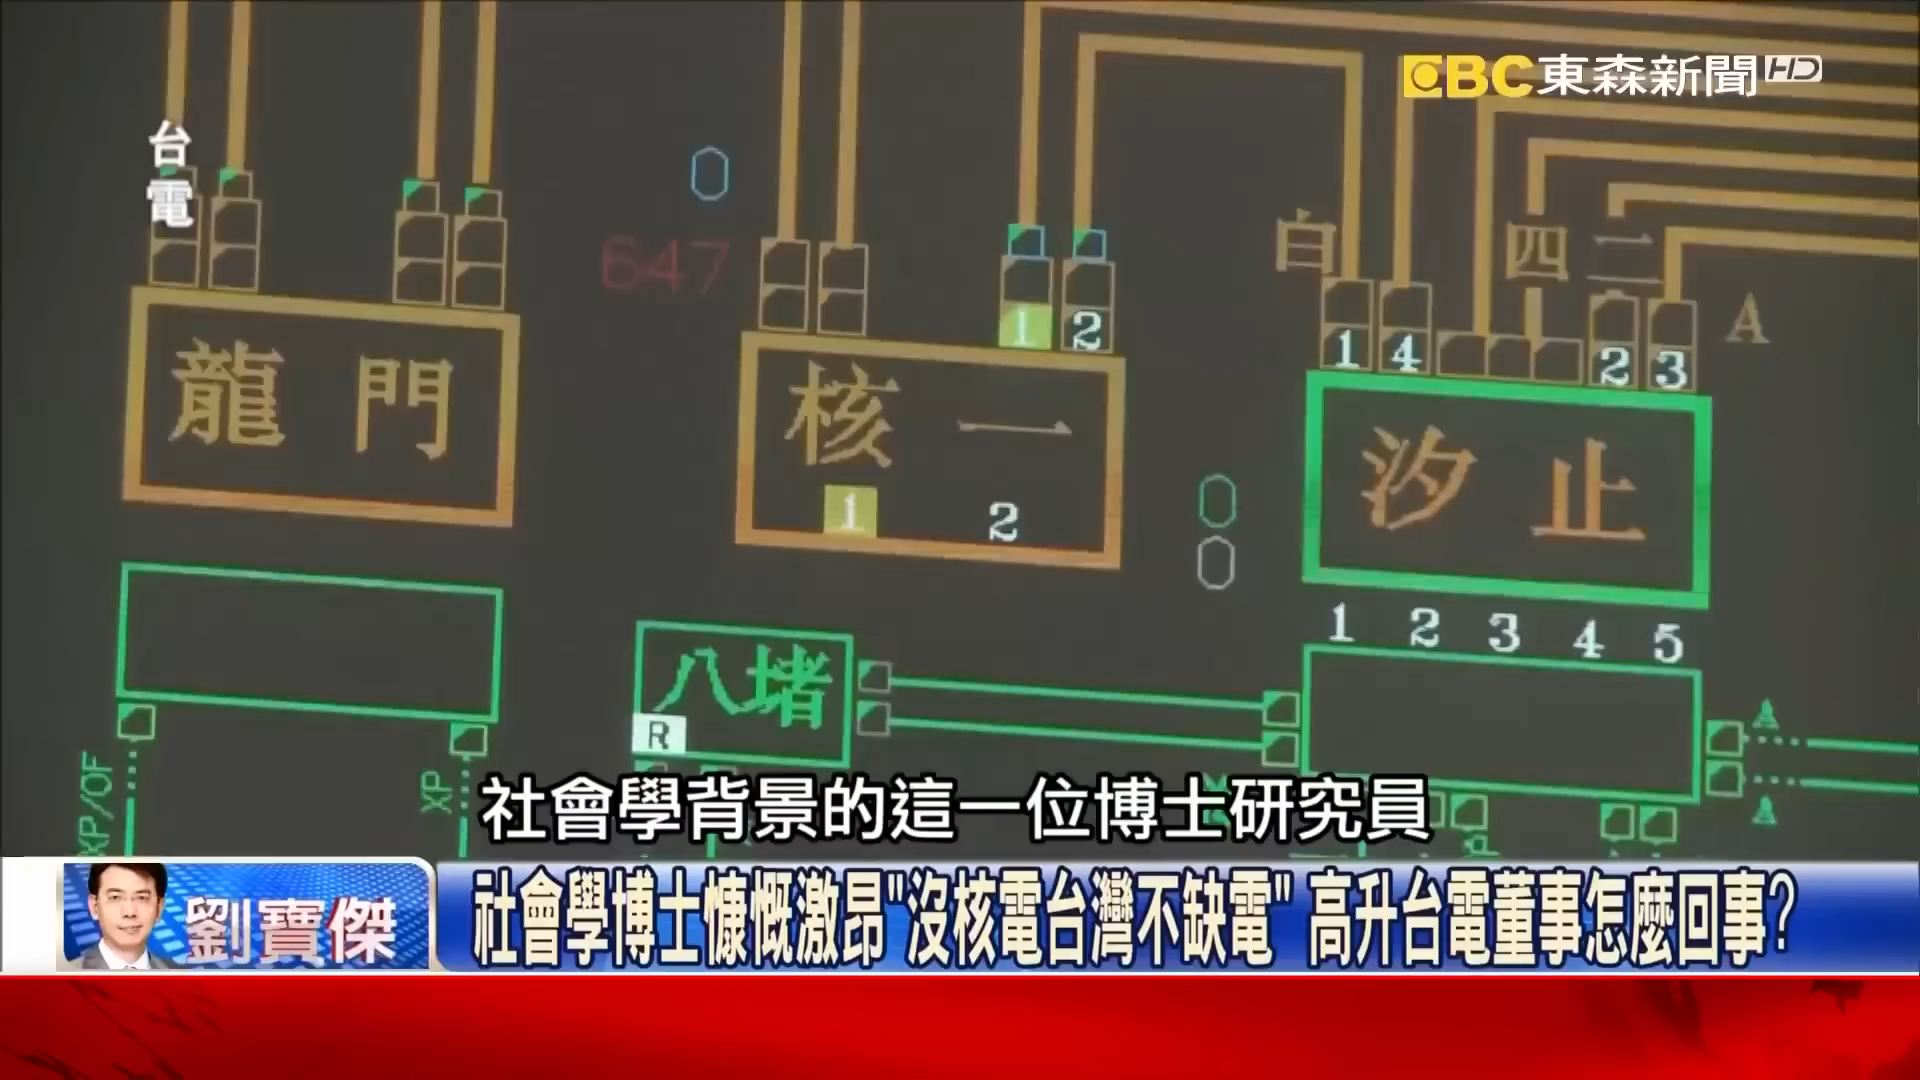 EBC東森新聞HD
台電
647
白 四 二 A
1 2
1 4 2 3
龍門
核一
汐止
1 2
1 2 3 4 5
八堵
R
XP/OF
XP
社會學背景的這一位博士研究員
劉寶傑
社會學博士慷慨激昂"沒核電台灣不缺電" 高升台電董事怎麼回事?